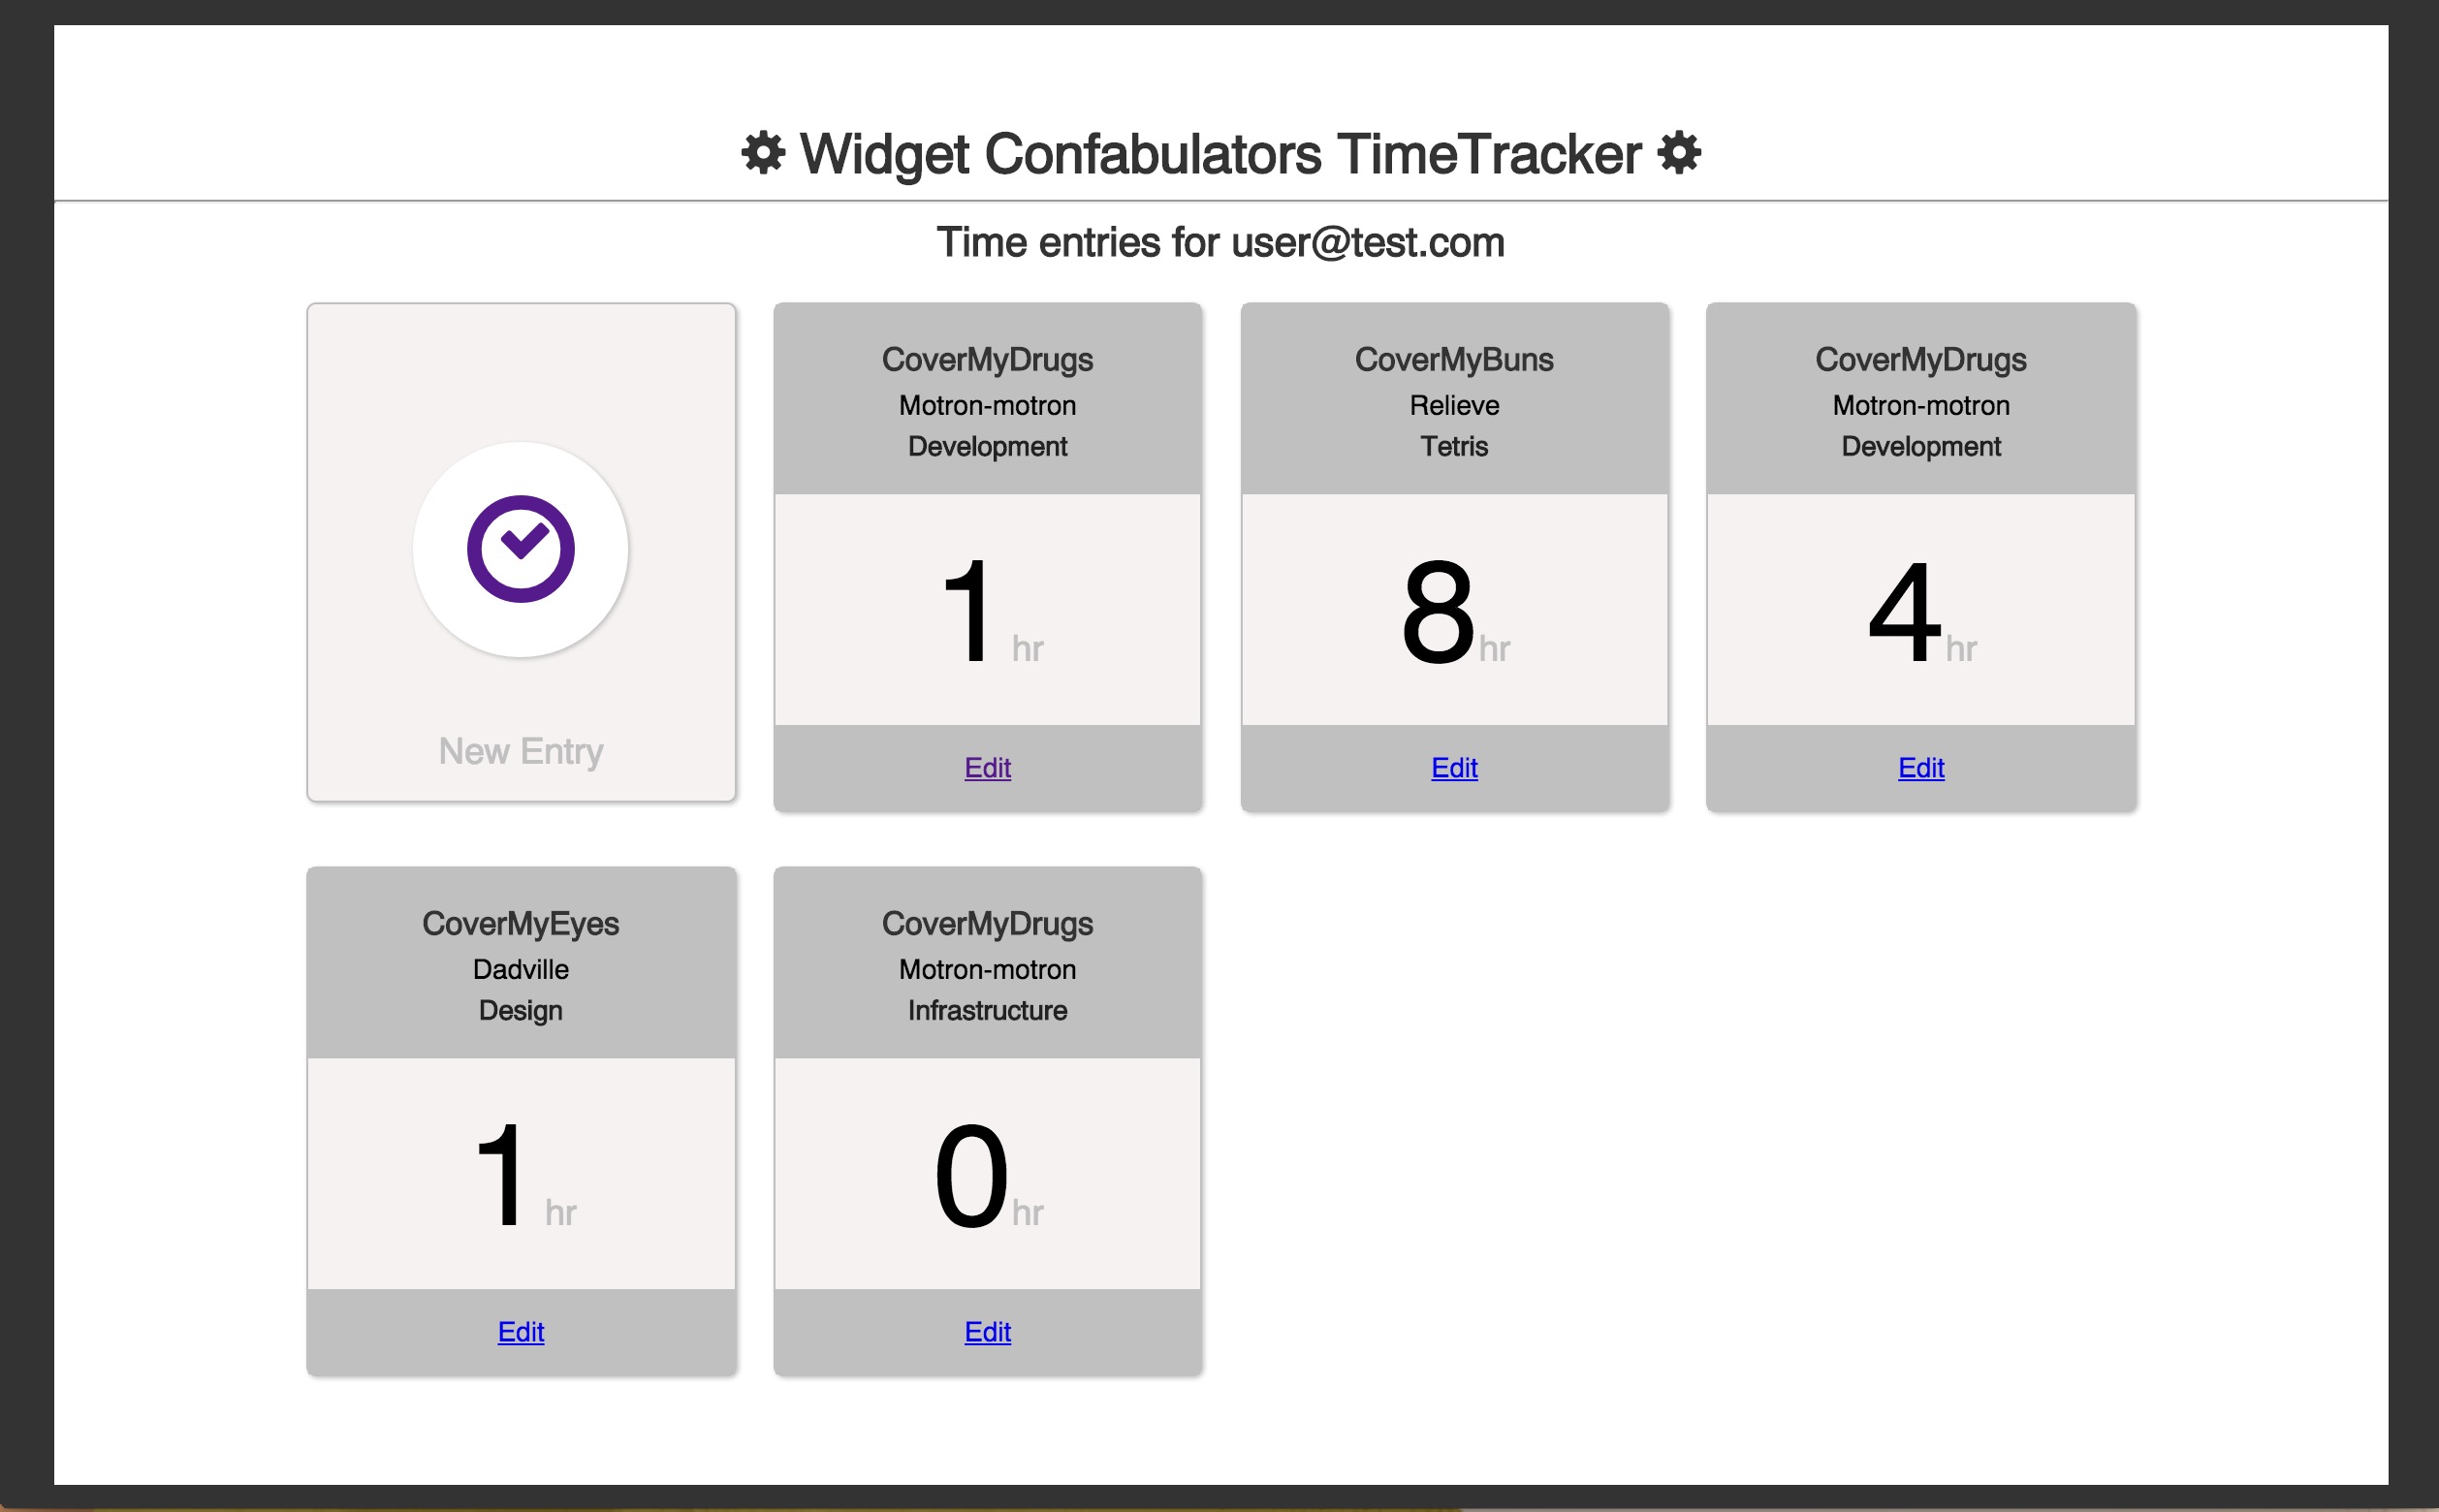 Widget Confabulators TimeTracker
Time entries for user@test.com
New Entry
CoverMyDrugs
Motron-motron
Development
1 hr
Edit
CoverMyBuns
Relieve
Tetris
8 hr
Edit
CoverMyDrugs
Motron-motron
Development
4 hr
Edit
CoverMyEyes
Dadville
Design
1 hr
Edit
CoverMyDrugs
Motron-motron
Infrastructure
0 hr
Edit